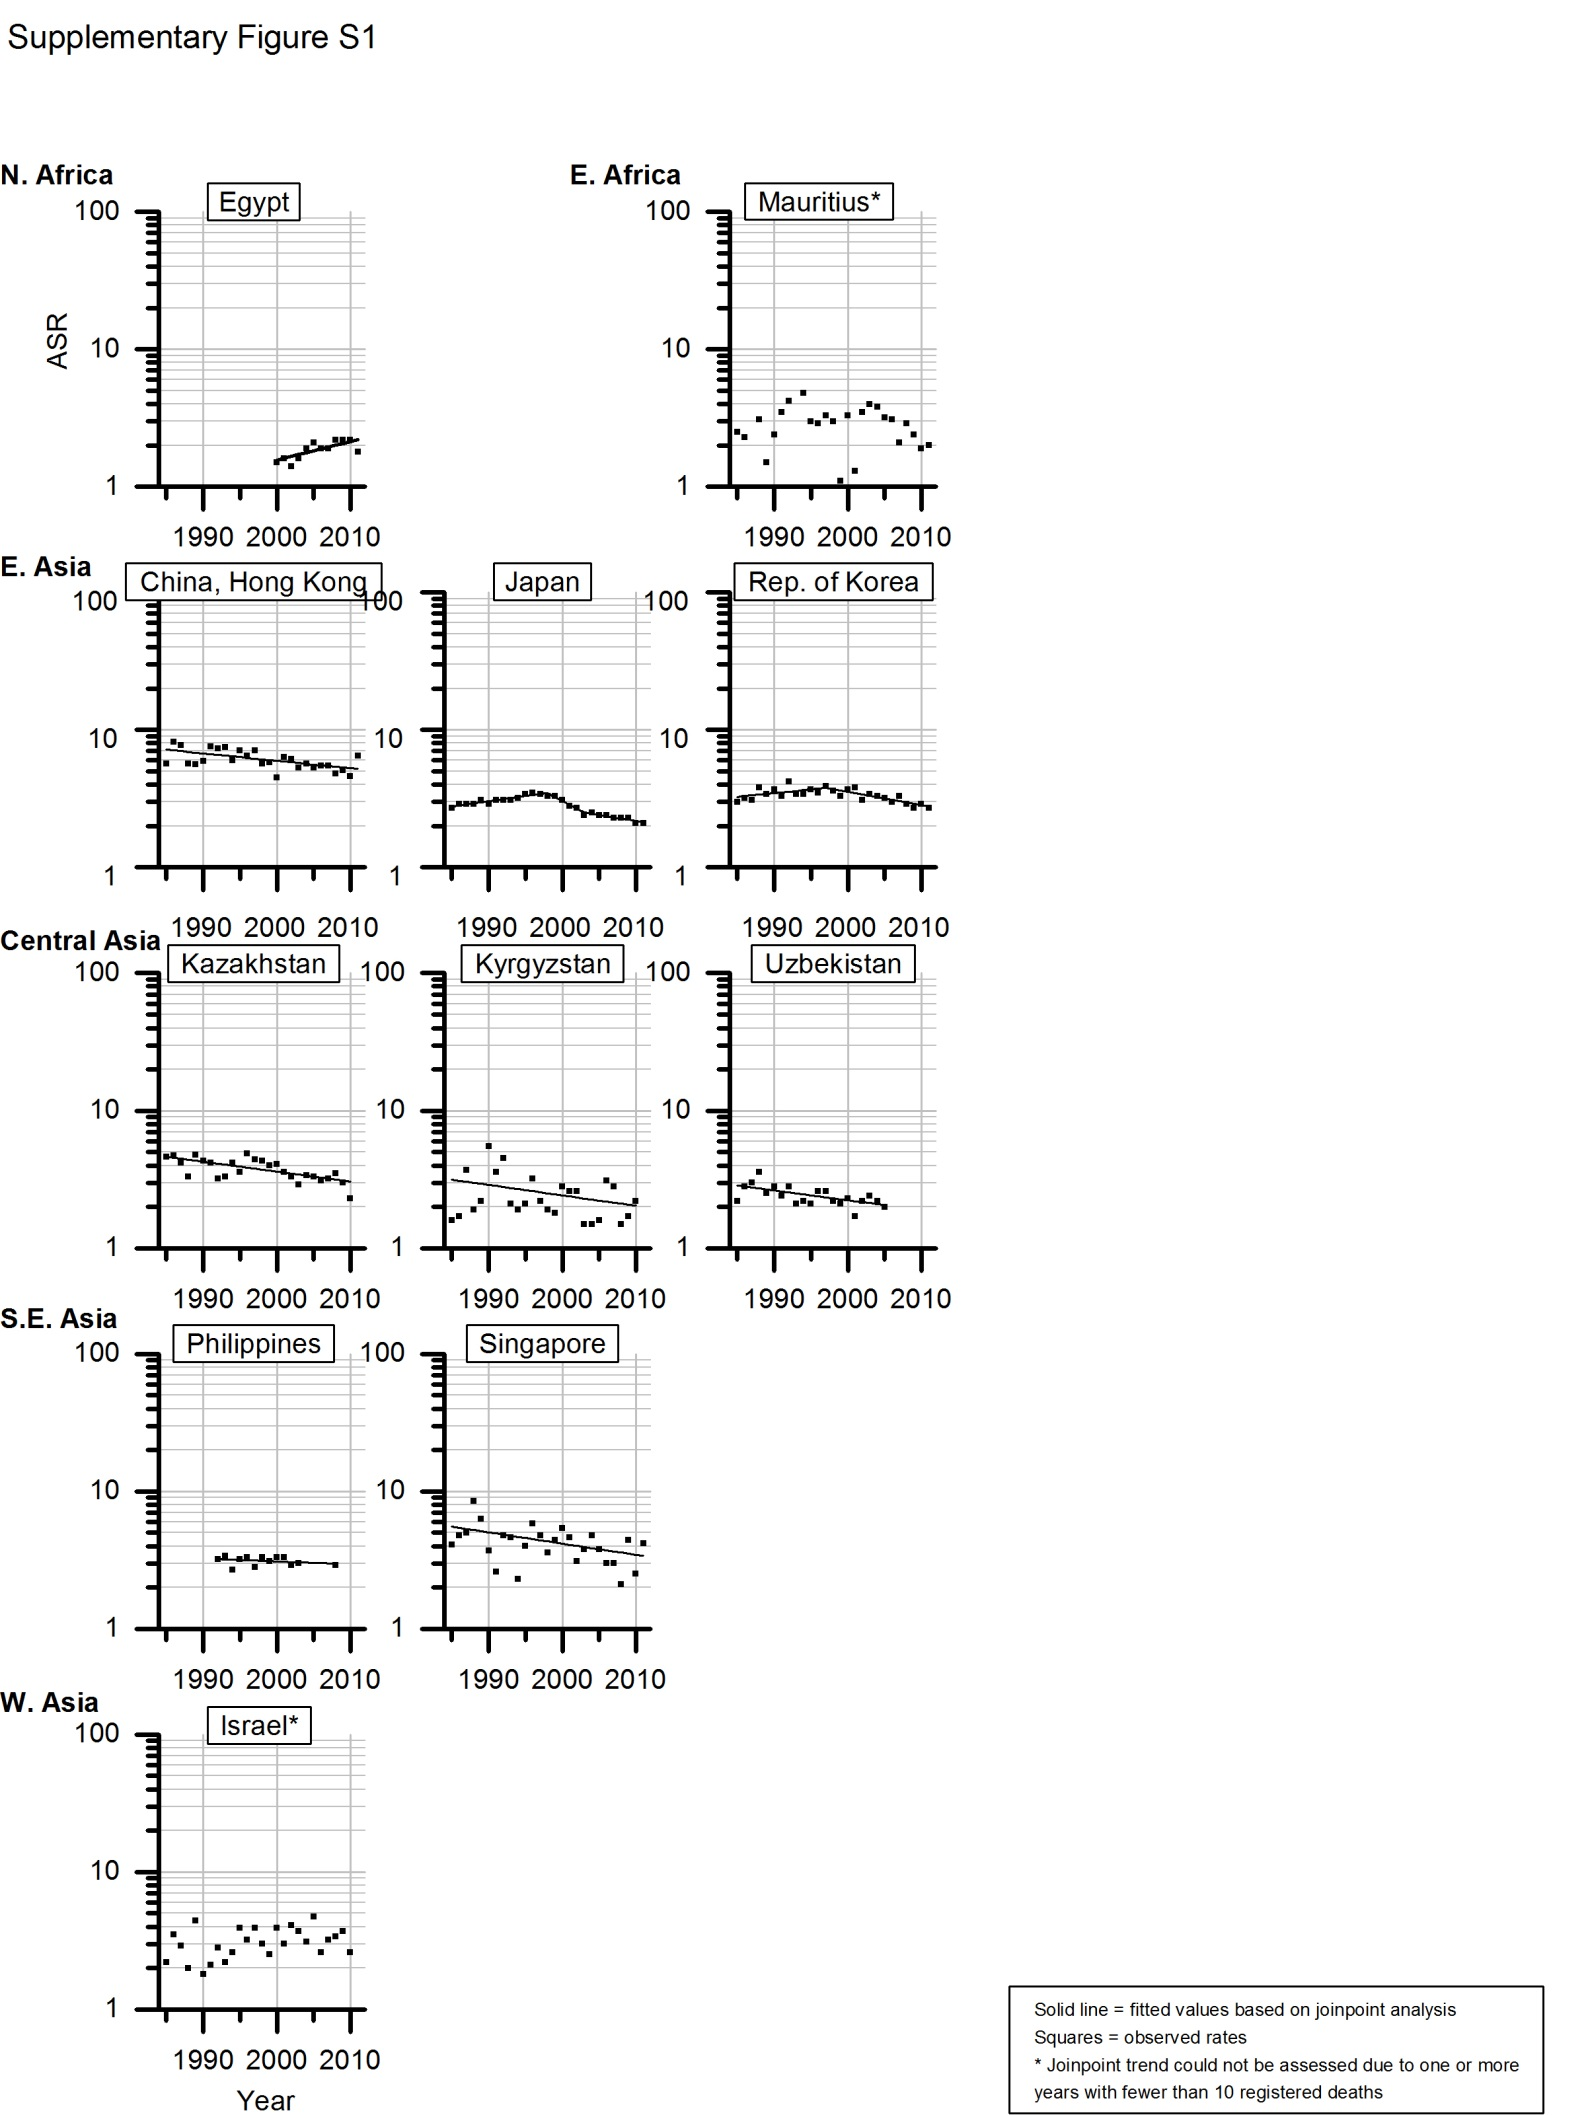 Supplementary Figure S1
N. Africa
E. Africa
Egypt
Mauritius*
100
10
1
ASR
1990 2000 2010
100
10
1
1990 2000 2010
E. Asia
China, Hong Kong
Japan
Rep. of Korea
100
10
1
1990 2000 2010
100
10
1
1990 2000 2010
100
10
1
1990 2000 2010
Central Asia
Kazakhstan
Kyrgyzstan
Uzbekistan
100
10
1
1990 2000 2010
100
10
1
1990 2000 2010
100
10
1
1990 2000 2010
S.E. Asia
Philippines
Singapore
100
10
1
1990 2000 2010
100
10
1
1990 2000 2010
W. Asia
Israel*
100
10
1
1990 2000 2010
Year
Solid line = fitted values based on joinpoint analysis
Squares = observed rates
* Joinpoint trend could not be assessed due to one or more
years with fewer than 10 registered deaths